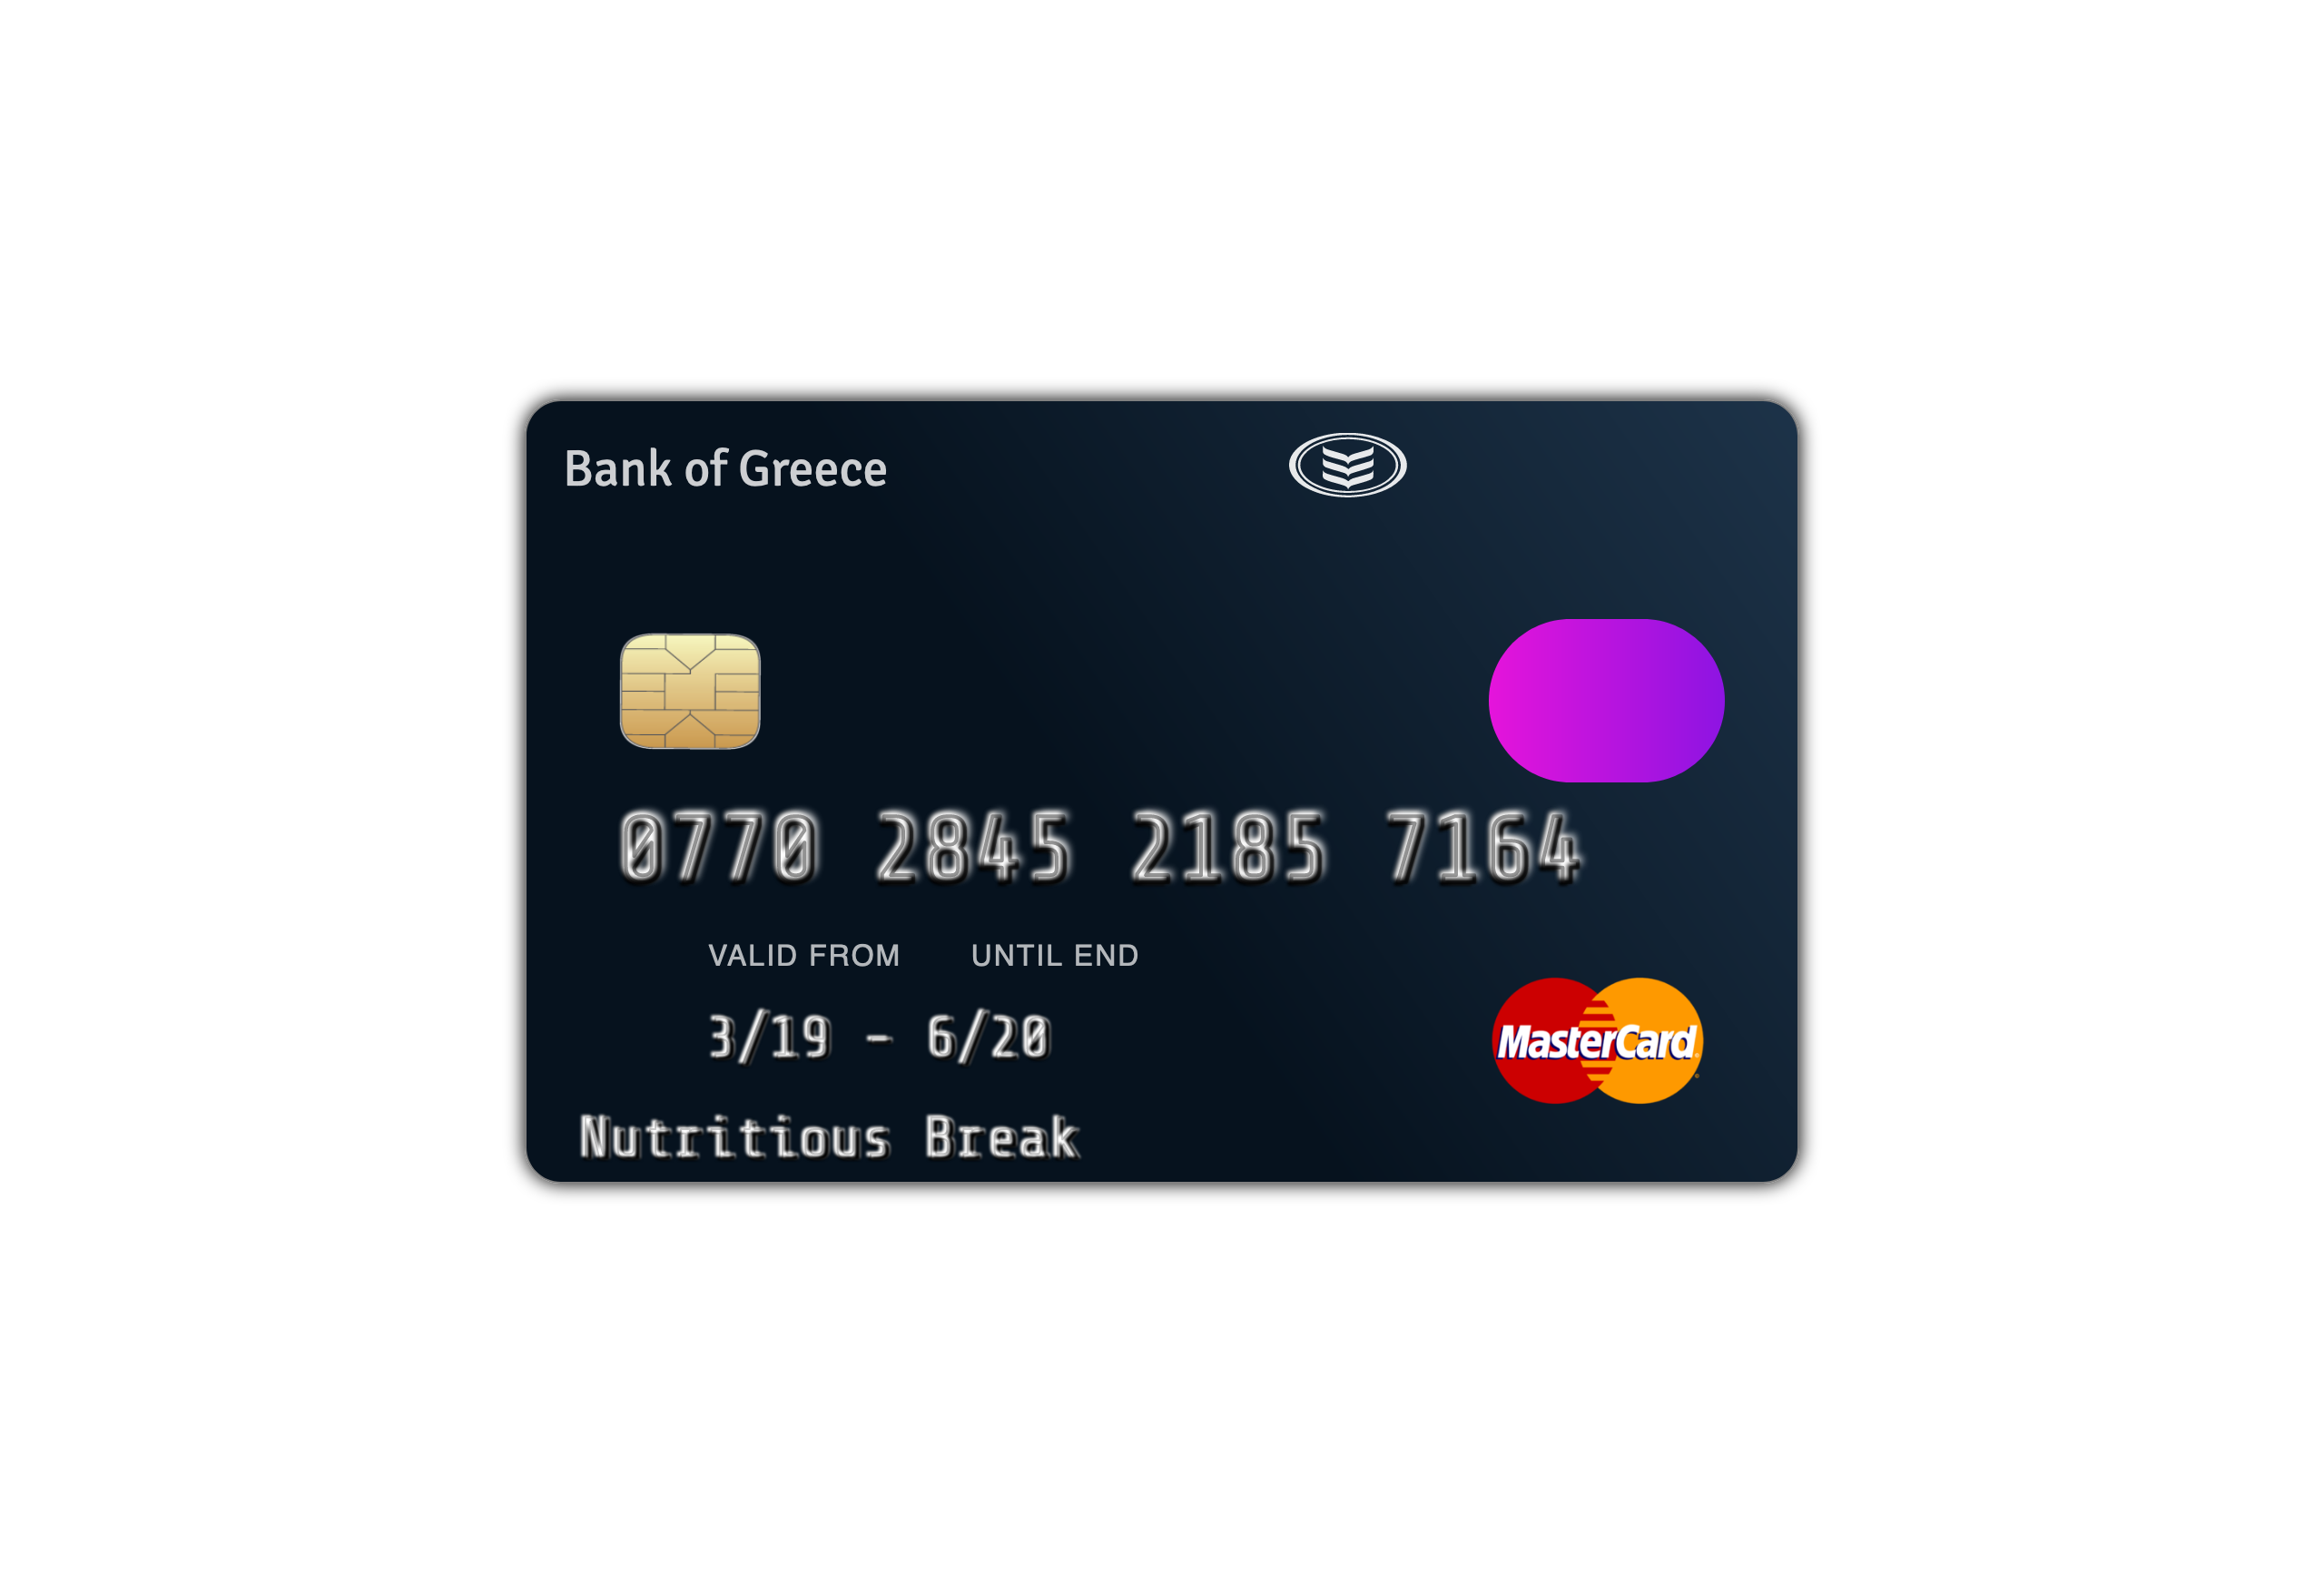 Bank of Greece
0770 2845 2185 7164
VALID FROM UNTIL END
3/19 - 6/20
MasterCard
Nutritious Break